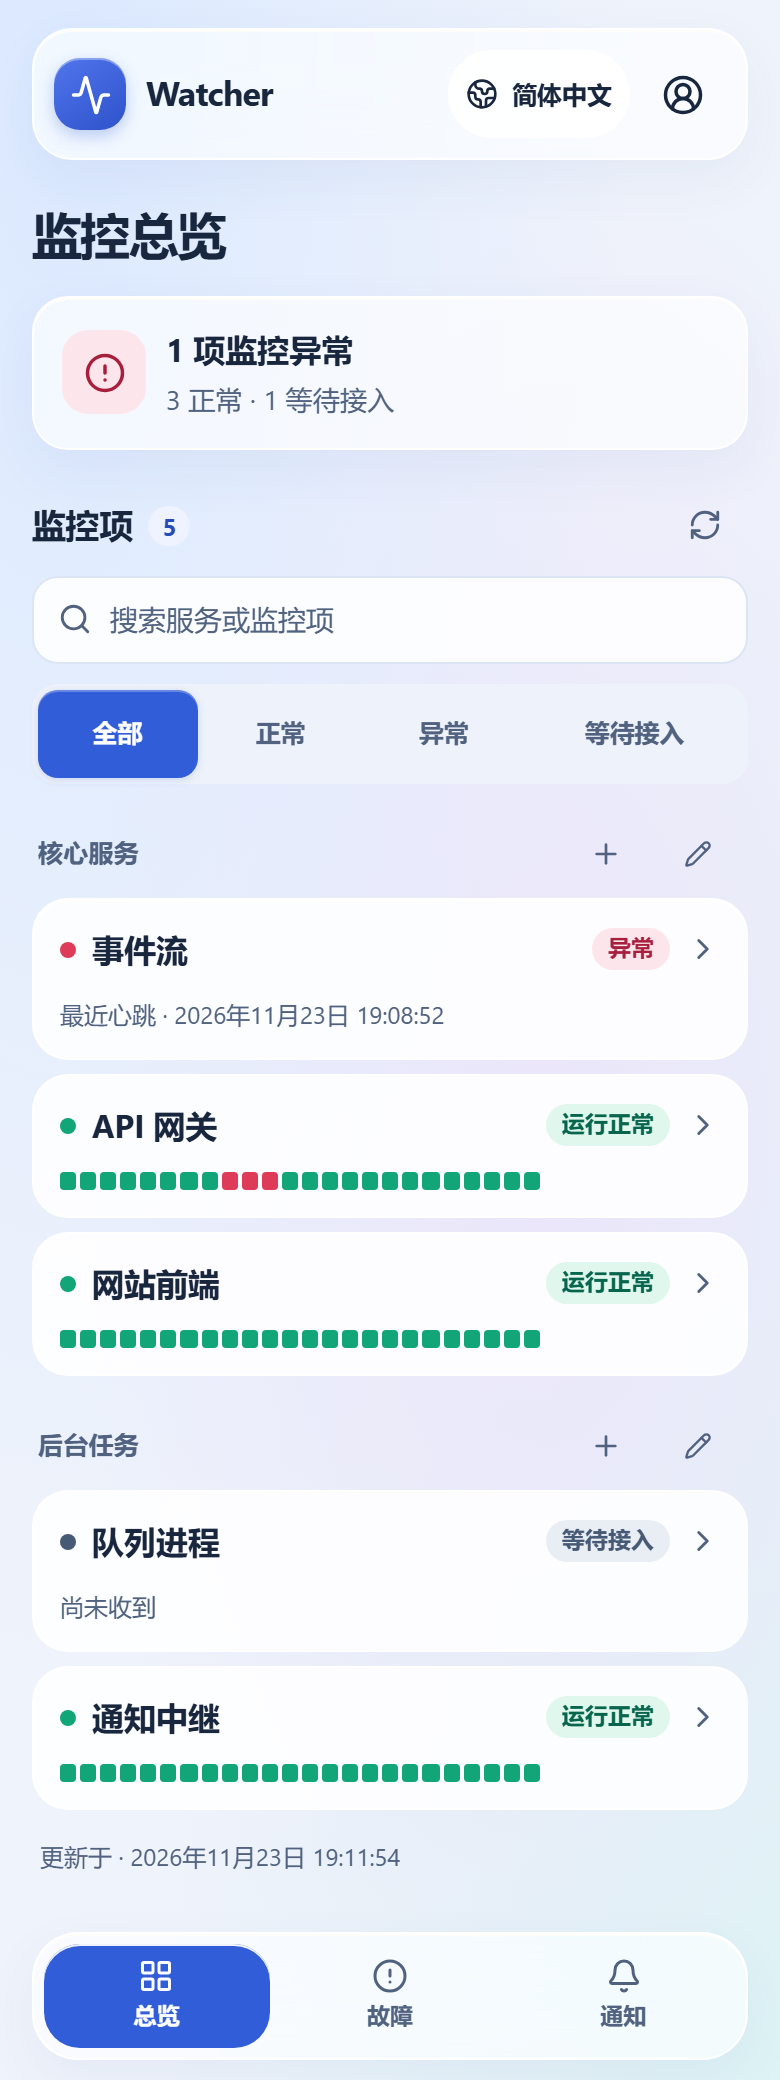 Watcher
简体中文
监控总览
1 项监控异常
3 正常 · 1 等待接入
监控项 5
搜索服务或监控项
全部 正常 异常 等待接入
核心服务
事件流 异常
最近心跳 · 2026年11月23日 19:08:52
API 网关 运行正常
网站前端 运行正常
后台任务
队列进程 等待接入
尚未收到
通知中继 运行正常
更新于 · 2026年11月23日 19:11:54
总览 故障 通知